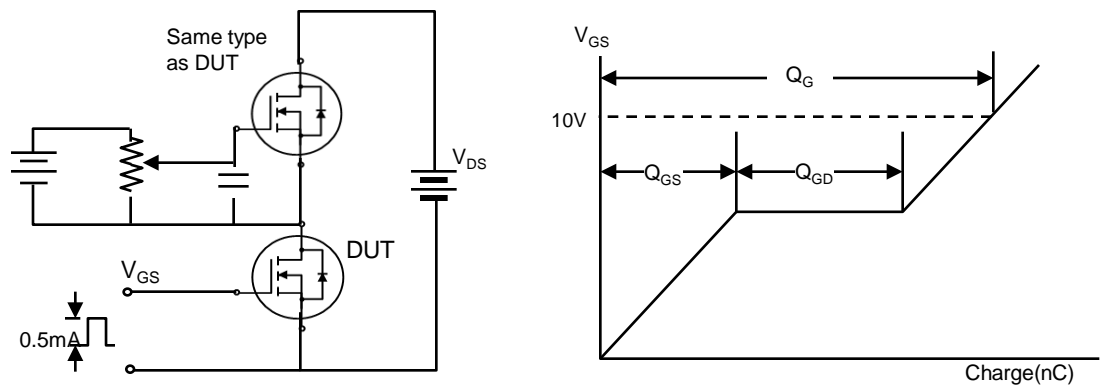 Same type
as DUT
V_DS
DUT
V_GS
0.5mA
V_GS
Q_G
10V
Q_GS
Q_GD
Charge(nC)